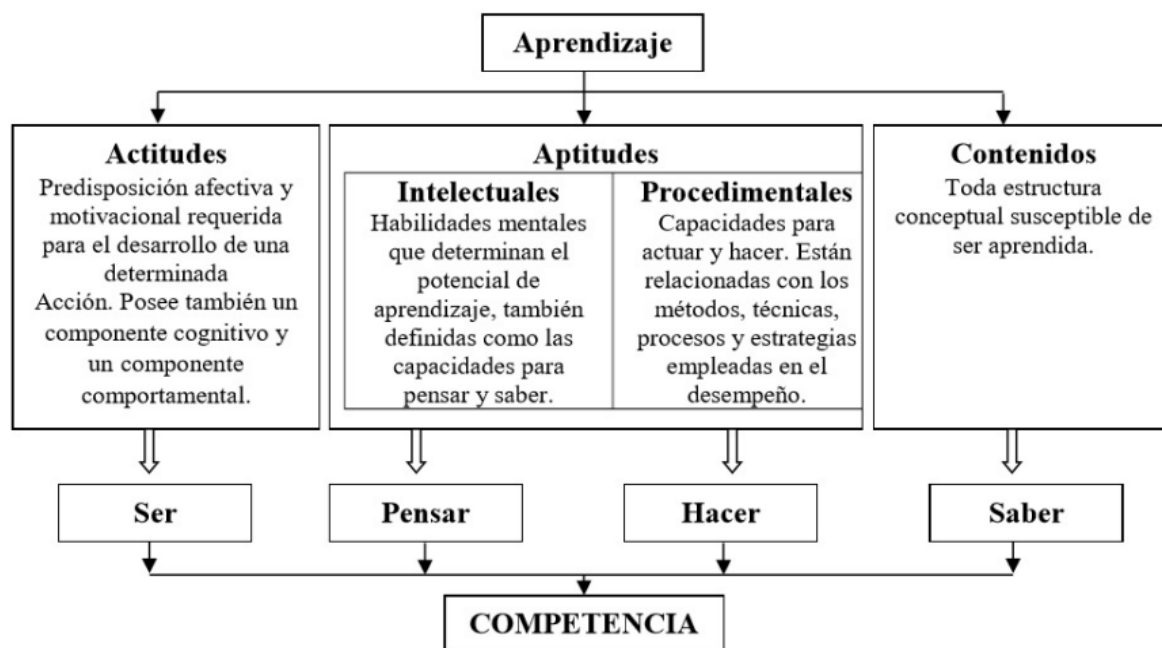 Aprendizaje
Actitudes
Predisposición afectiva y
motivacional requerida
para el desarrollo de una
determinada
Acción. Posee también un
componente cognitivo y
un componente
comportamental.
Aptitudes
Intelectuales
Habilidades mentales
que determinan el
potencial de
aprendizaje, también
definidas como las
capacidades para
pensar y saber.
Procedimentales
Capacidades para
actuar y hacer. Están
relacionadas con los
métodos, técnicas,
procesos y estrategias
empleadas en el
desempeño.
Contenidos
Toda estructura
conceptual susceptible de
ser aprendida.
Ser
Pensar
Hacer
Saber
COMPETENCIA